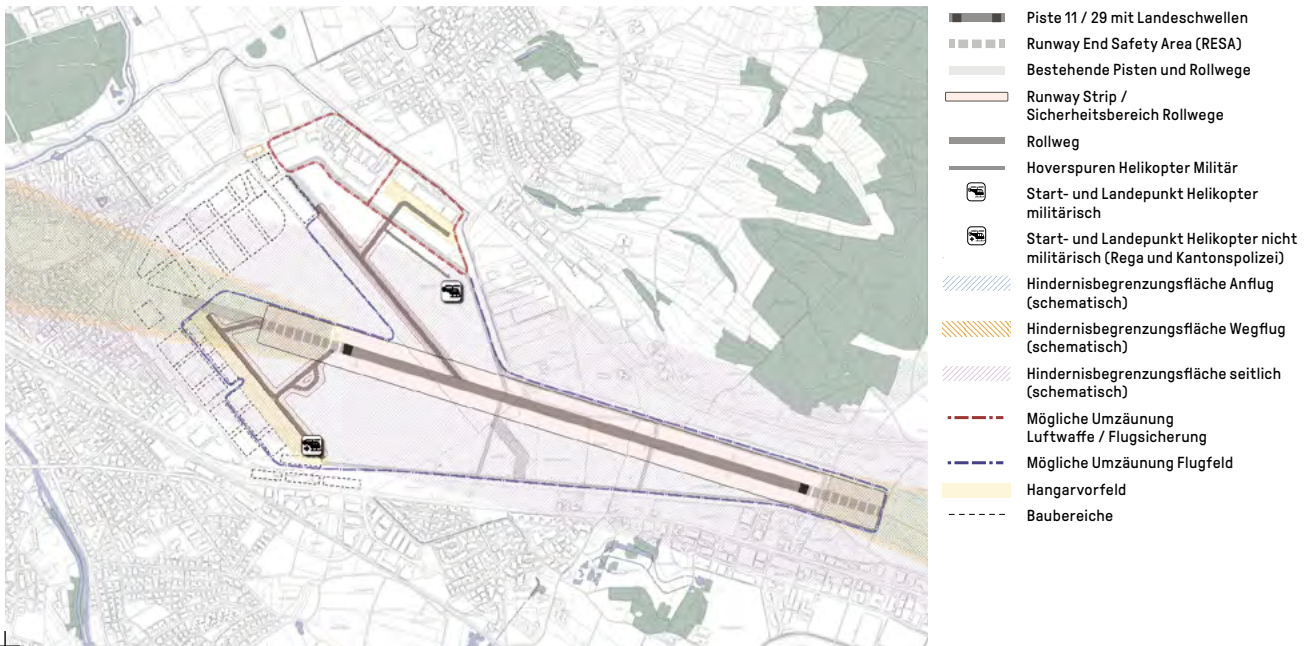 Piste 11 / 29 mit Landeschwellen
Runway End Safety Area (RESA)
Bestehende Pisten und Rollwege
Runway Strip /
Sicherheitsbereich Rollwege
Rollweg
Hoverspuren Helikopter Militär
Start- und Landepunkt Helikopter
militärisch
Start- und Landepunkt Helikopter nicht
militärisch (Rega und Kantonspolizei)
Hindernisbegrenzungsfläche Anflug
(schematisch)
Hindernisbegrenzungsfläche Wegflug
(schematisch)
Hindernisbegrenzungsfläche seitlich
(schematisch)
Mögliche Umzäunung
Luftwaffe / Flugsicherung
Mögliche Umzäunung Flugfeld
Hangarvorfeld
Baubereiche